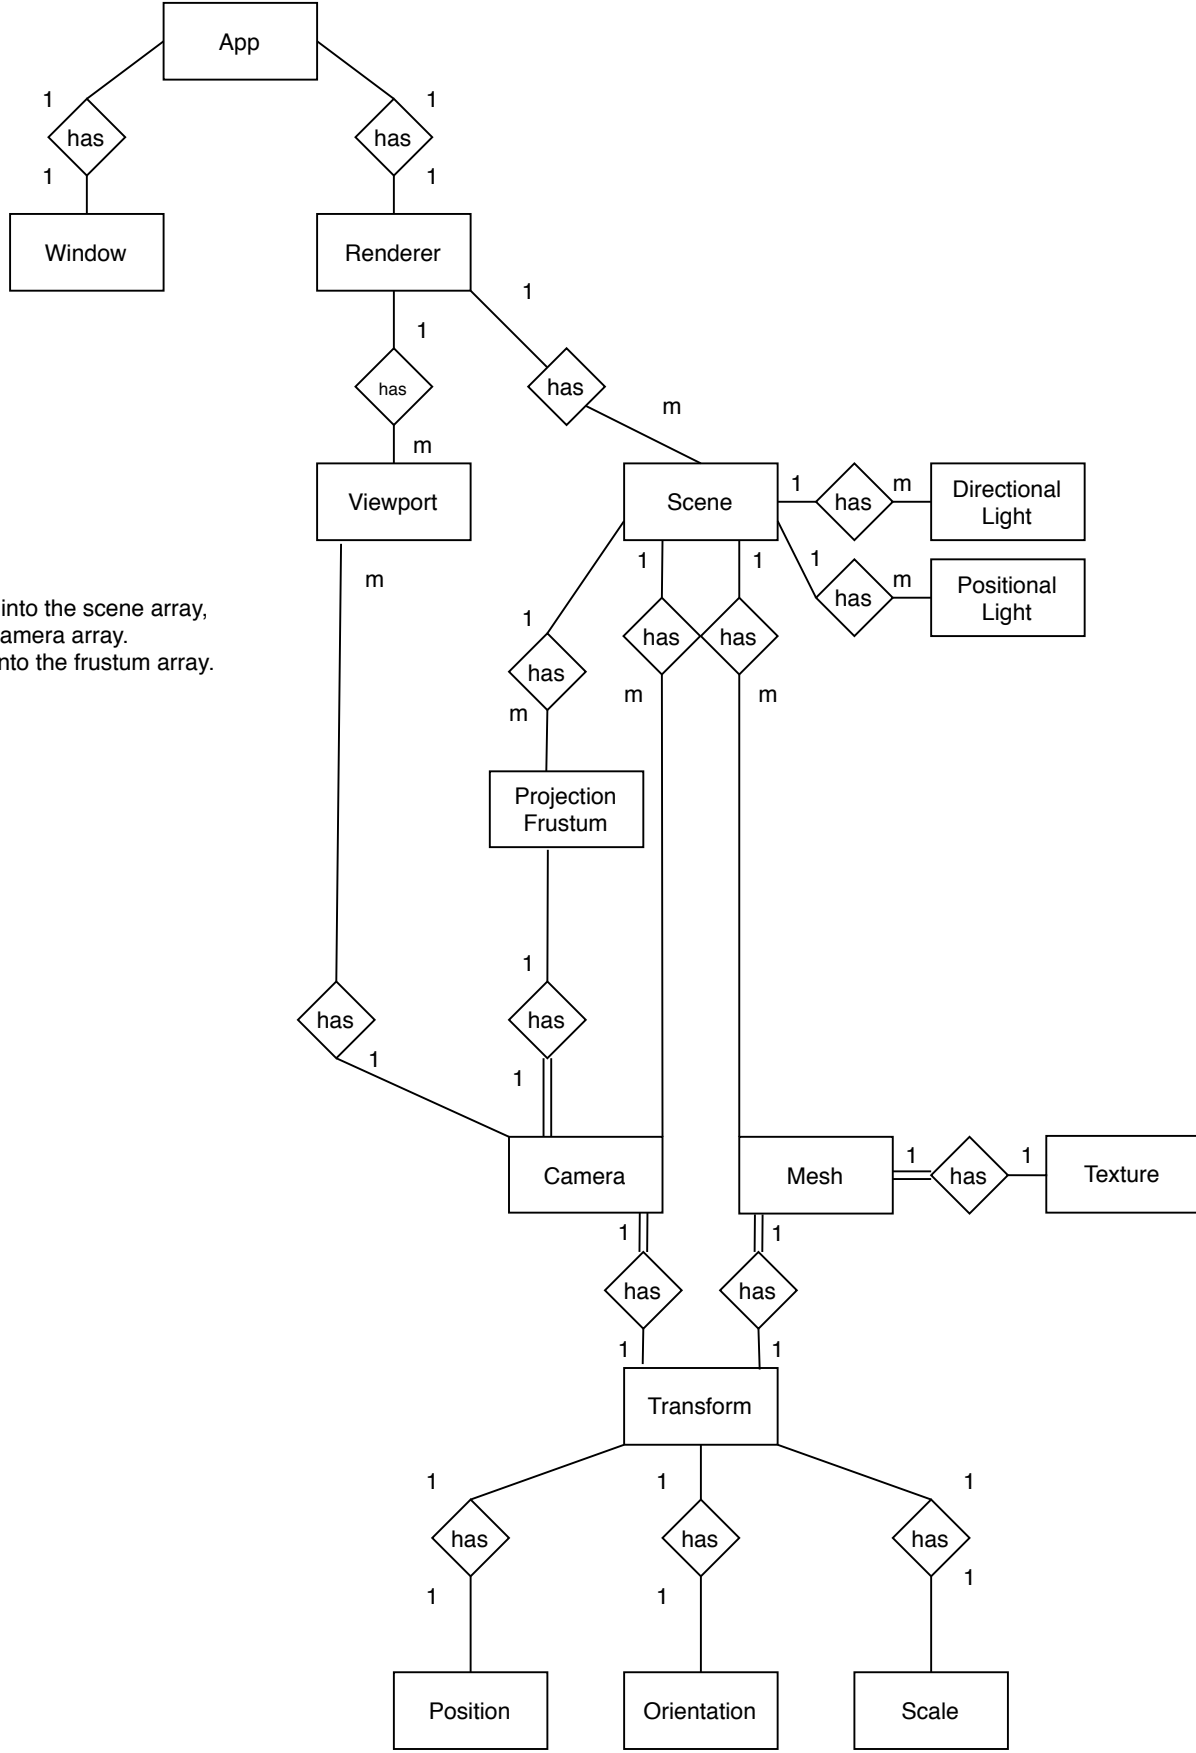 App
1
1
has
has
1
1
Window
Renderer
1
1
has
has
m
m
Viewport
Scene
1
has
m
Directional
Light
1
1
1
has
m
Positional
Light
m
into the scene array,
amera array.
nto the frustum array.
1
has
has
has
m
m
m
Projection
Frustum
1
has
has
1
1
Camera
Mesh
1
has
1
Texture
1
1
has
has
1
1
Transform
1
1
1
has
has
has
1
1
1
Position
Orientation
Scale